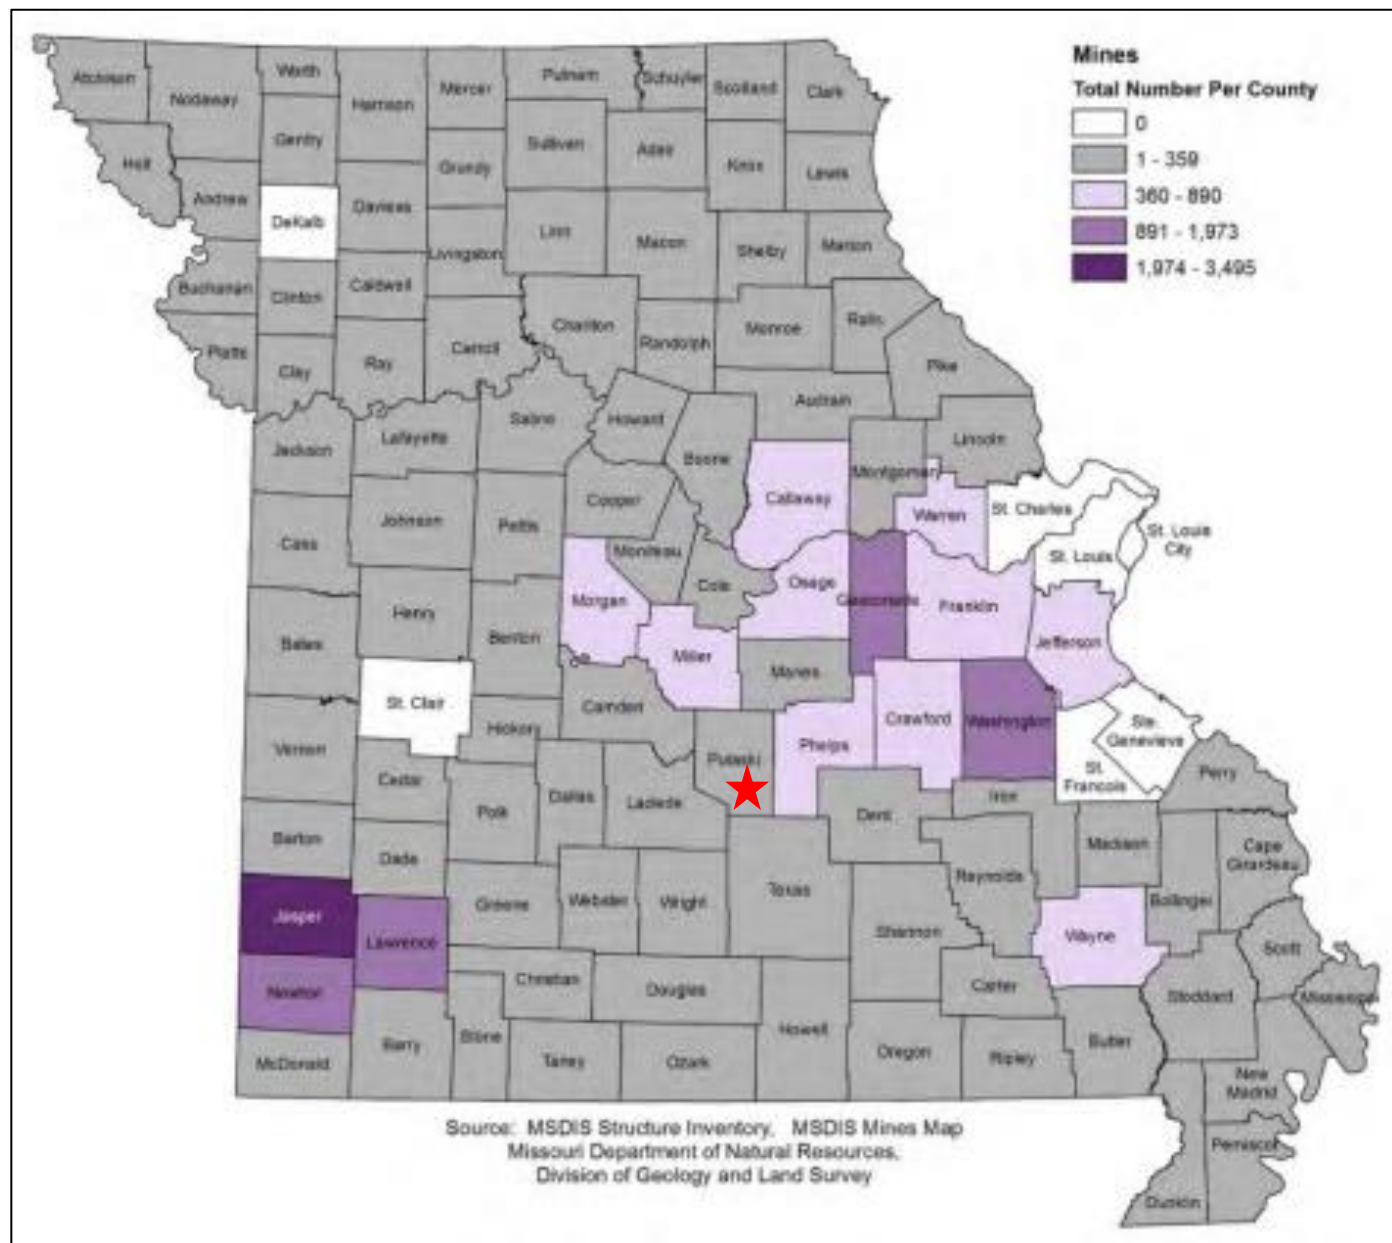 Mines
Total Number Per County
0
1 - 359
360 - 890
891 - 1,973
1,974 - 3,495
Atchison
Nodaway
Worth
Harrison
Mercer
Putnam
Schuyler
Scotland
Clark
Gentry
Sullivan
Adair
Knox
Lewis
Holt
Andrew
DeKalb
Daviess
Grundy
Linn
Macon
Shelby
Marion
Livingston
Buchanan
Clinton
Caldwell
Chariton
Randolph
Monroe
Ralls
Platte
Clay
Ray
Carroll
Pike
Audrain
Saline
Howard
Boone
Jackson
Lafayette
Lincoln
Montgomery
Callaway
Cooper
Warren
St. Charles
St. Louis
City
St. Louis
Cass
Johnson
Pettis
Moniteau
Cole
Osage
Gasconade
Franklin
Jefferson
Morgan
Henry
Benton
Miller
Maries
Bates
St. Clair
Camden
Hickory
Phelps
Crawford
Washington
Ste.
Genevieve
St.
Francois
Vernon
Cedar
Polk
Dallas
Laclede
Pulaski
Dent
Iron
Perry
Barton
Dade
Madison
Cape
Girardeau
Jasper
Lawrence
Greene
Webster
Wright
Texas
Reynolds
Bollinger
Shannon
Wayne
Scott
Newton
Christian
Douglas
Carter
Stoddard
Mississippi
McDonald
Barry
Stone
Taney
Ozark
Howell
Oregon
Ripley
Butler
New
Madrid
Pemiscot
Dunklin
Source: MSDIS Structure Inventory, MSDIS Mines Map
Missouri Department of Natural Resources,
Division of Geology and Land Survey